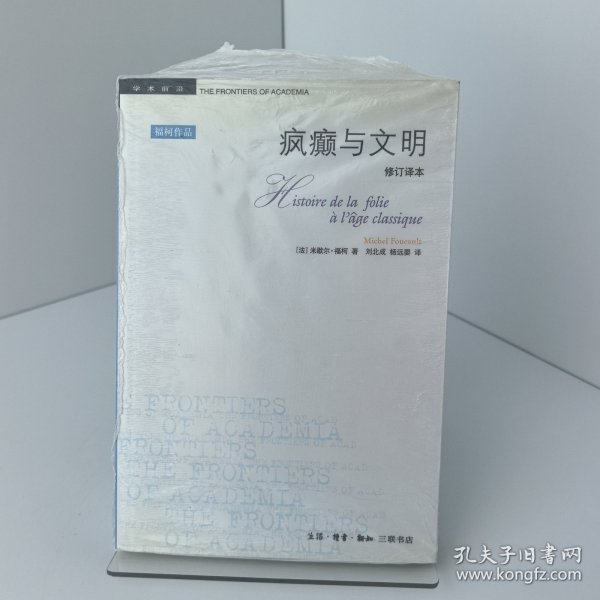 学术前沿 THE FRONTIERS OF ACADEMIA
福柯作品
疯癫与文明
修订译本
Histoire de la folie
à l'âge classique
Michel Foucault
[法] 米歇尔·福柯 著 刘北成 杨远婴 译
FRONTIERS
OF ACADEMIA
FRONTIERS
THE FRONTIERS
OF ACADEMIA
THE FRONTIERS
OF ACADEMIA
生活·讀書·新知 三联书店
孔夫子旧书网
www.kongfz.com